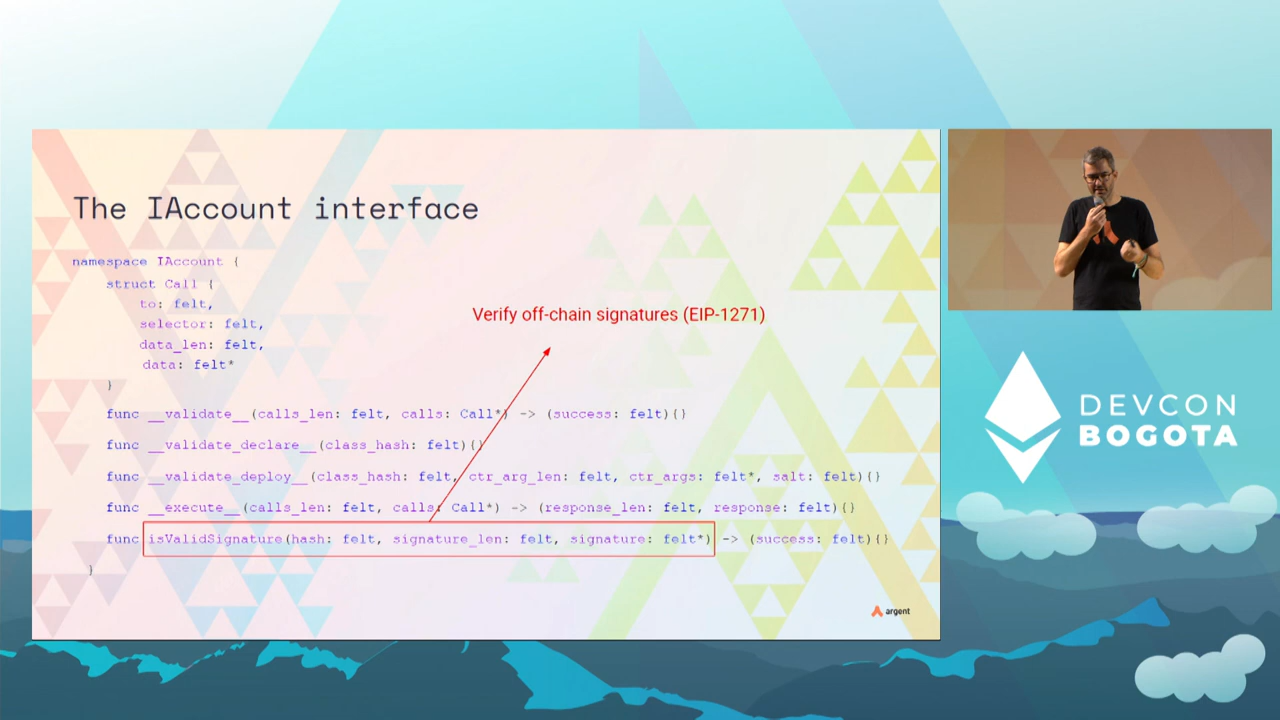 The IAccount interface
namespace IAccount {
struct Call {
to: felt,
selector: felt,
data_len: felt,
data: felt*
}
Verify off-chain signatures (EIP-1271)
func __validate__(calls_len: felt, calls: Call*) -> (success: felt){}
func __validate_declare__(class_hash: felt){}
func __validate_deploy__(class_hash: felt, ctr_arg_len: felt, ctr_args: felt*, salt: felt){}
func __execute__(calls_len: felt, calls: Call*) -> (response_len: felt, response: felt){}
func isValidSignature(hash: felt, signature_len: felt, signature: felt*) -> (success: felt){}
}
argent
DEVCON
BOGOTA